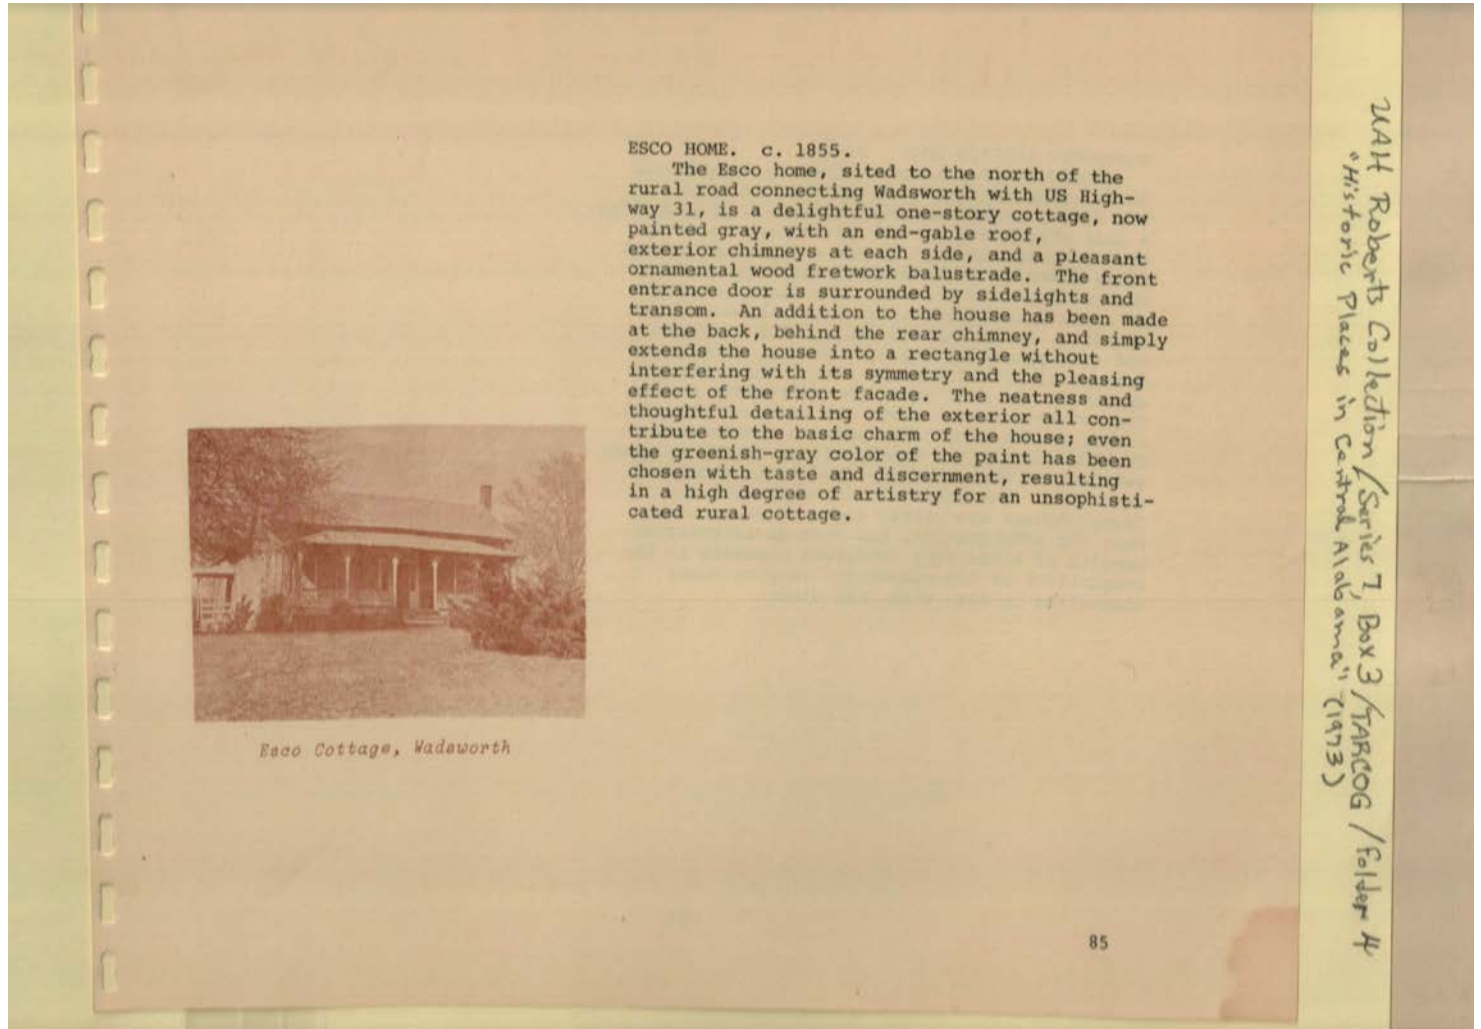 ESCO HOME. c. 1855.
The Esco home, sited to the north of the
rural road connecting Wadsworth with US High-
way 31, is a delightful one-story cottage, now
painted gray, with an end-gable roof,
exterior chimneys at each side, and a pleasant
ornamental wood fretwork balustrade. The front
entrance door is surrounded by sidelights and
transom. An addition to the house has been made
at the back, behind the rear chimney, and simply
extends the house into a rectangle without
interfering with its symmetry and the pleasing
effect of the front facade. The neatness and
thoughtful detailing of the exterior all con-
tribute to the basic charm of the house; even
the greenish-gray color of the paint has been
chosen with taste and discernment, resulting
in a high degree of artistry for an unsophisti-
cated rural cottage.
Esco Cottage, Wadsworth
85
UAH Roberts Collection/Series 7, Box 3/TARCOG/Folder 4
"Historic Places in Central Alabama" (1973)